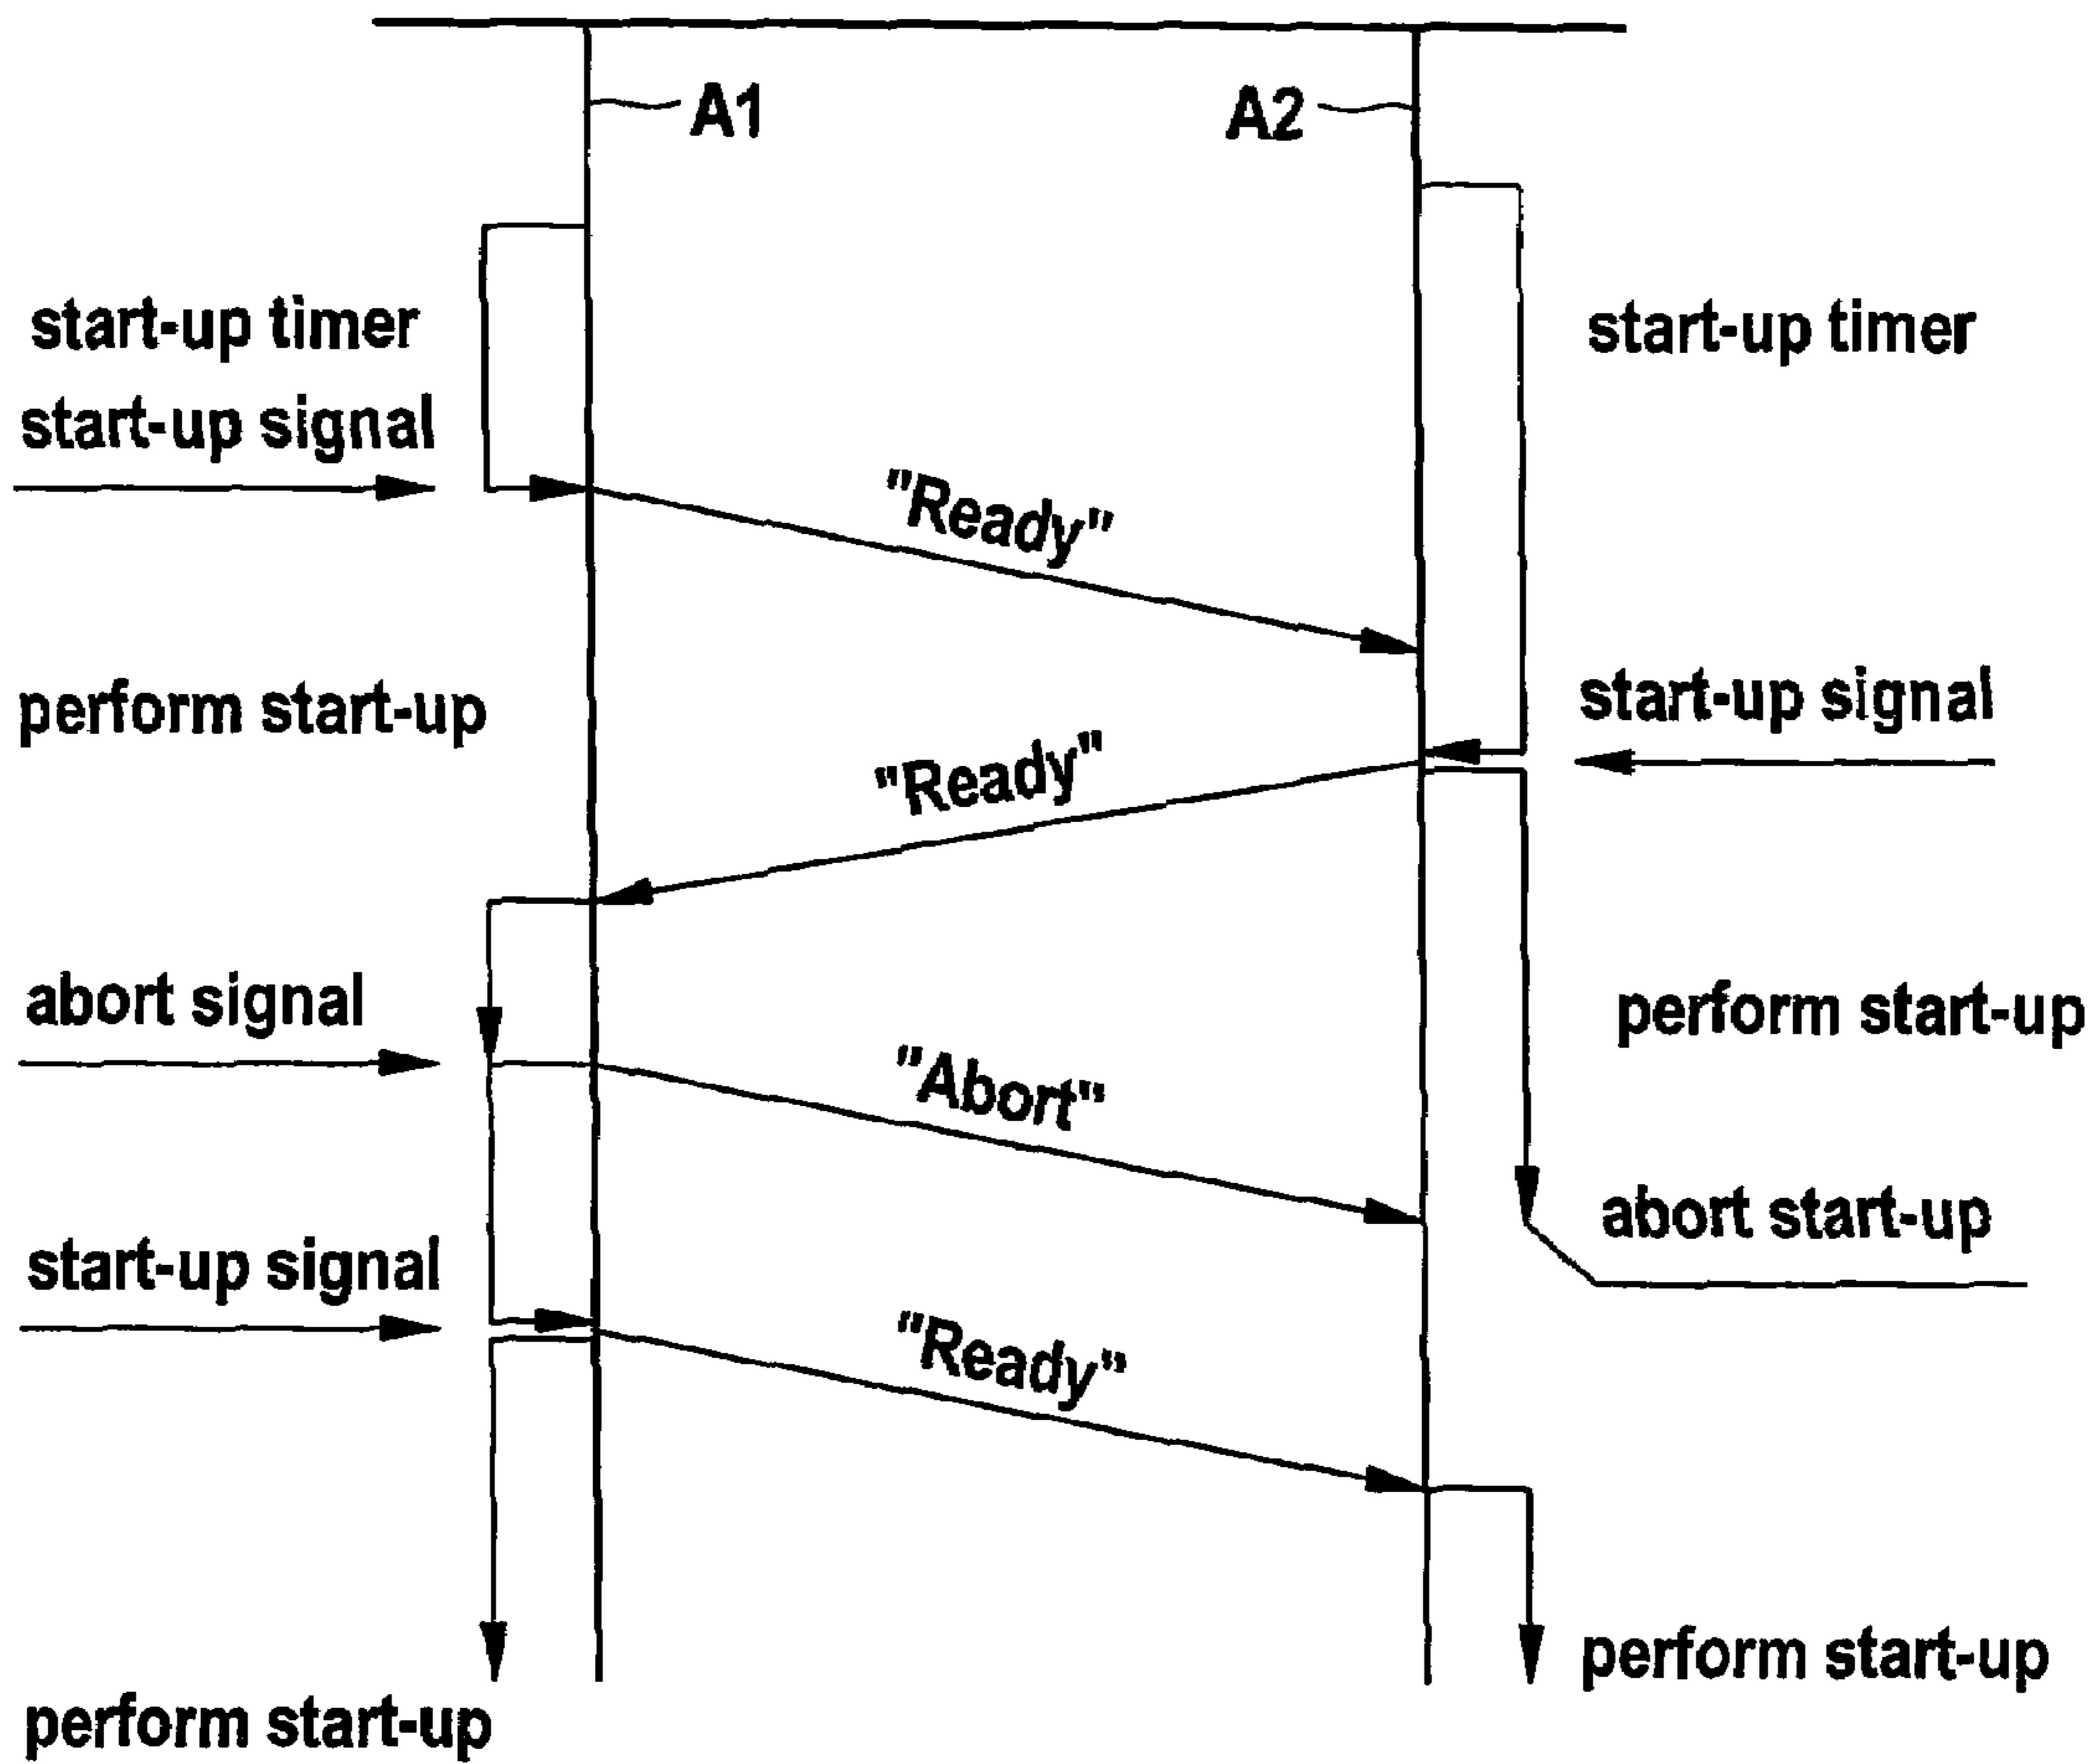 A1
A2
start-up timer
start-up timer
start-up signal
"Ready"
perform start-up
start-up signal
"Ready"
abort signal
perform start-up
"Abort"
abort start-up
start-up signal
"Ready"
perform start-up
perform start-up